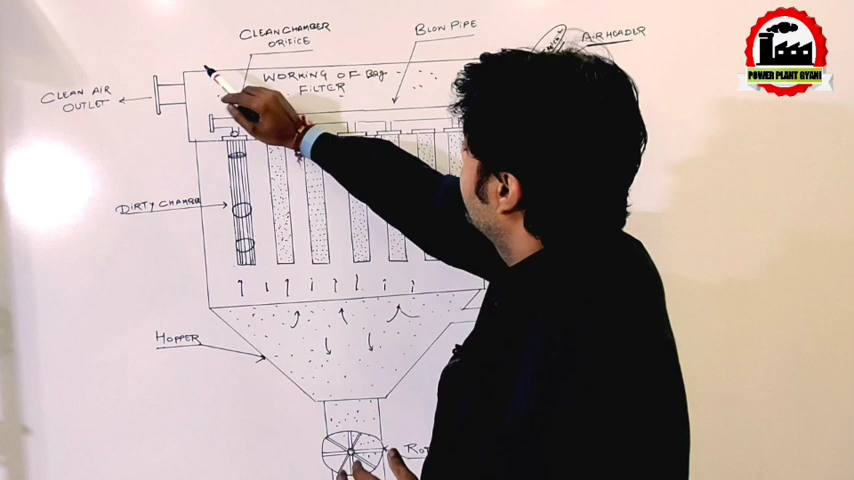 CLEAN CHAMBER
ORIFICE
BLOW PIPE
AIR HEADER
WORKING OF Bag
FILTER
CLEAN AIR
OUTLET
DIRTY CHAMBER
HOPPER
POWER PLANT GYANI